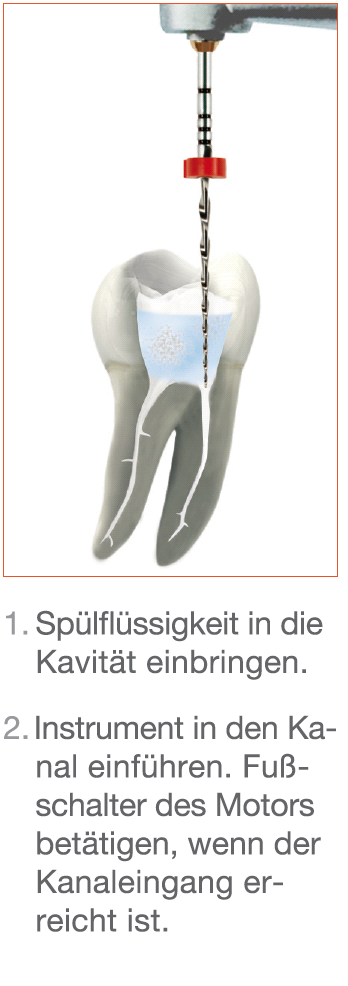 1. Spülflüssigkeit in die
Kavität einbringen.
2. Instrument in den Ka-
nal einführen. Fuß-
schalter des Motors
betätigen, wenn der
Kanaleingang er-
reicht ist.